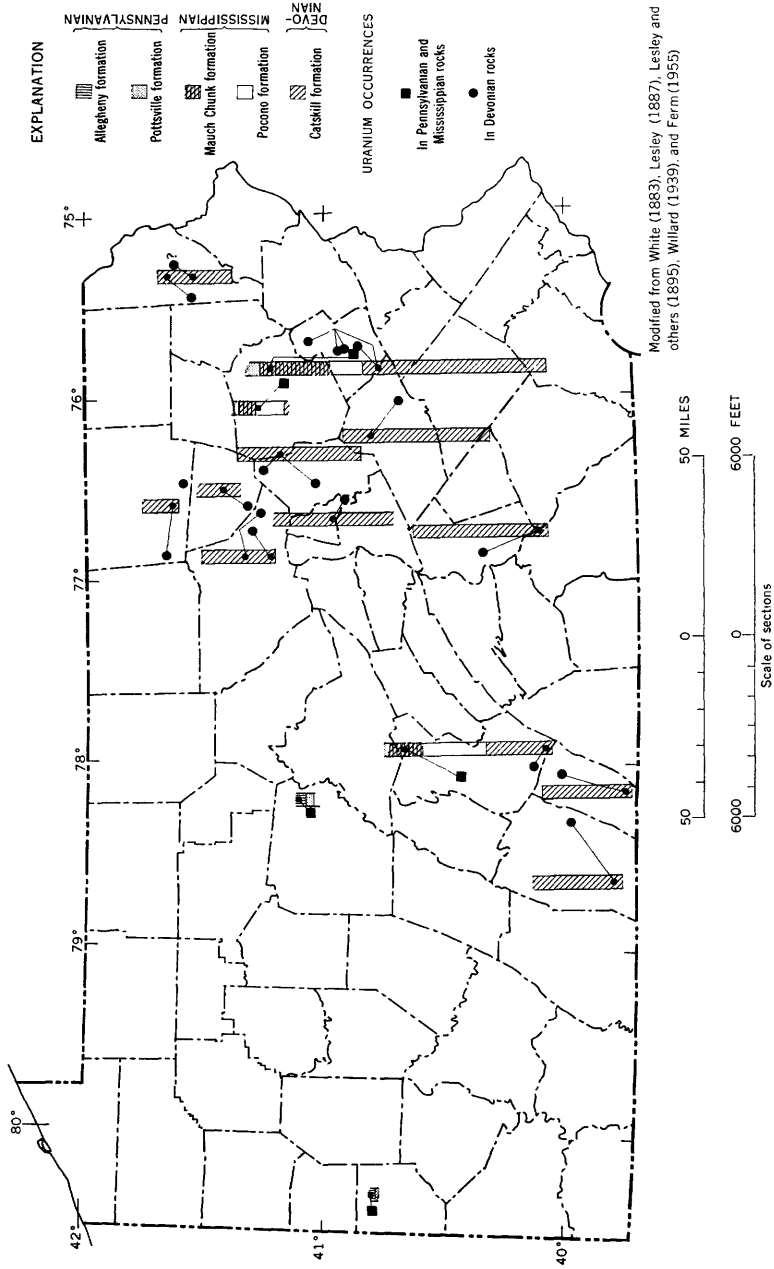 EXPLANATION
Allegheny formation
Pottsville formation
Mauch Chunk formation
Pocono formation
Catskill formation
PENNSYLVANIAN
MISSISSIPPIAN
DEVO-
NIAN
URANIUM OCCURRENCES
In Pennsylvanian and
Mississippian rocks
In Devonian rocks
80°
79°
78°
77°
76°
75°
42°
41°
40°
?
50 0 50 MILES
6000 0 6000 FEET
Scale of sections
Modified from White (1883), Lesley (1887), Lesley and
others (1895), Willard (1939), and Ferm (1955)